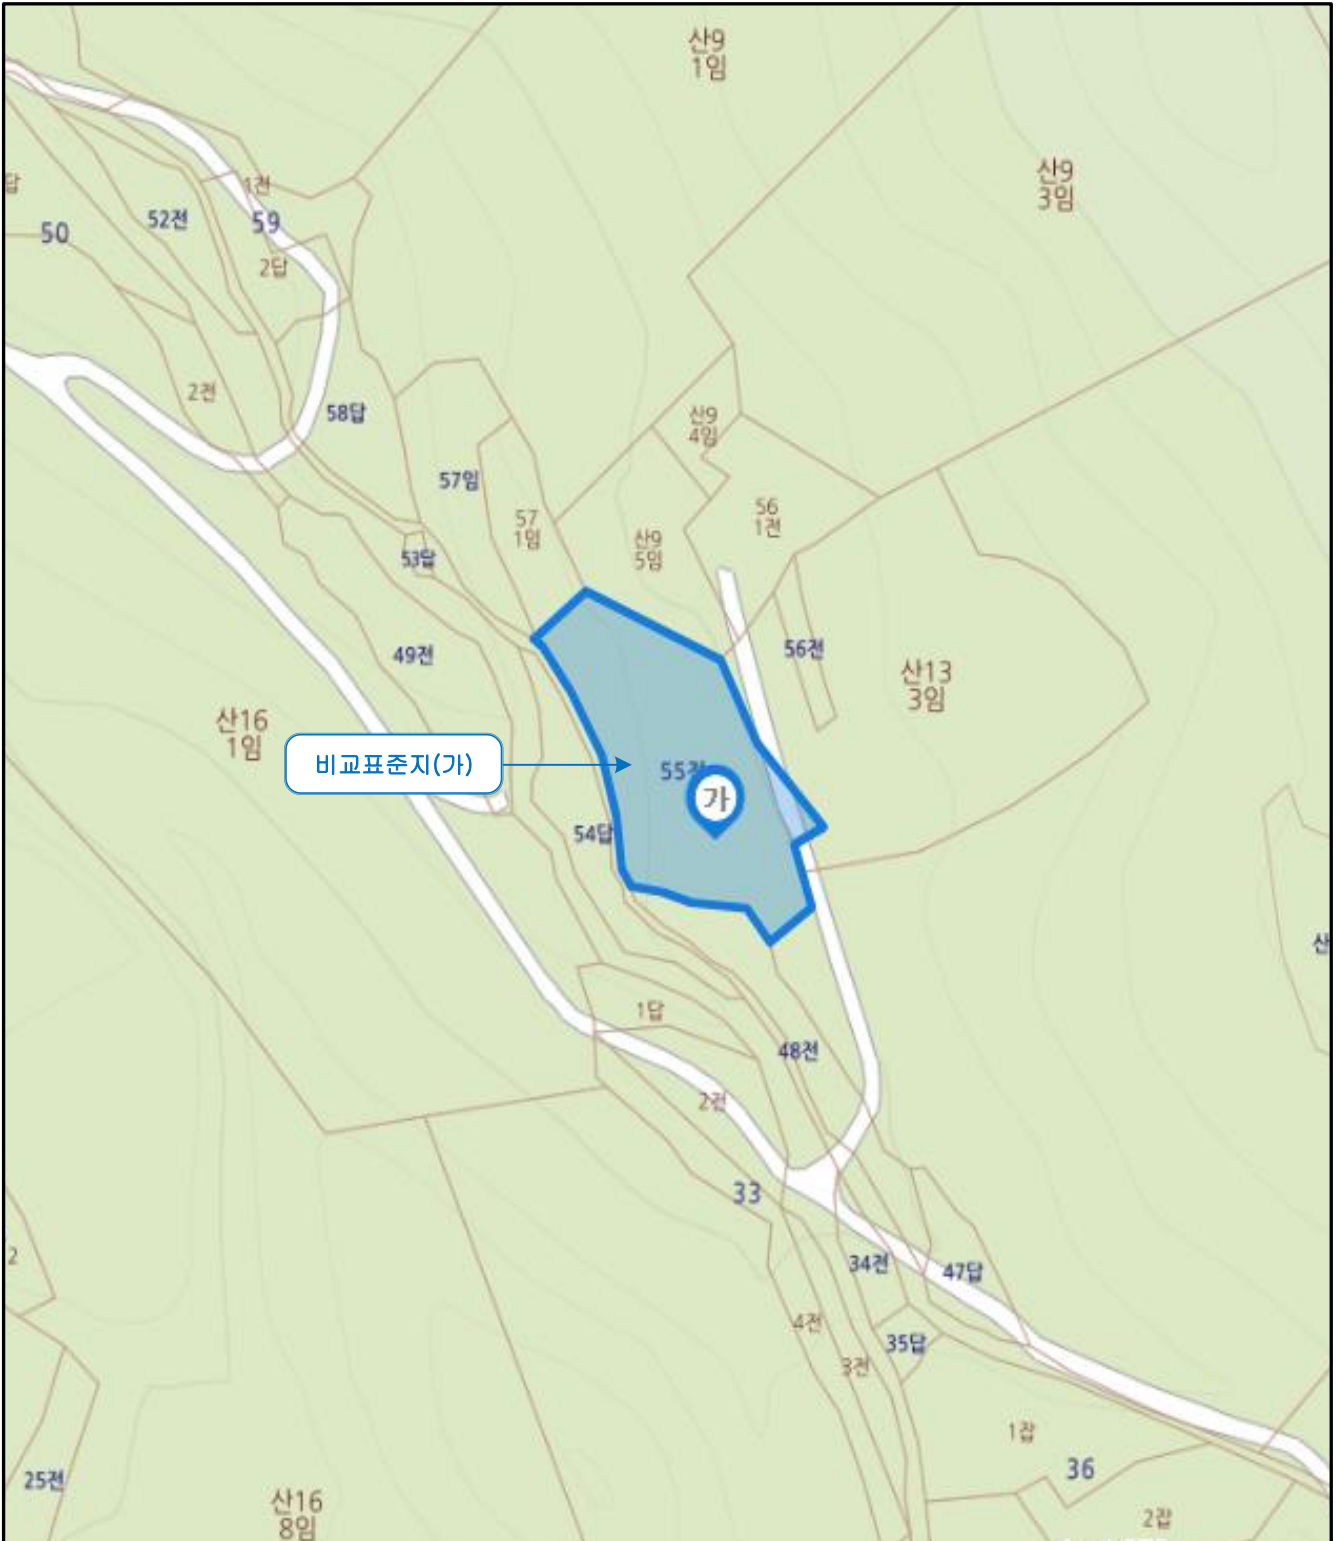 산9
1임
산9
3임
답
1전
52전
59
50
2답
2전
58답
산9
4임
57임
56
1전
57
1임
산9
5임
53답
49전
56전
산13
3임
산16
1임
비교표준지(가)
55전
가
54답
산
1답
48전
2전
33
2
34전
47답
4전
35답
3전
1잡
36
25전
산16
8임
2잡